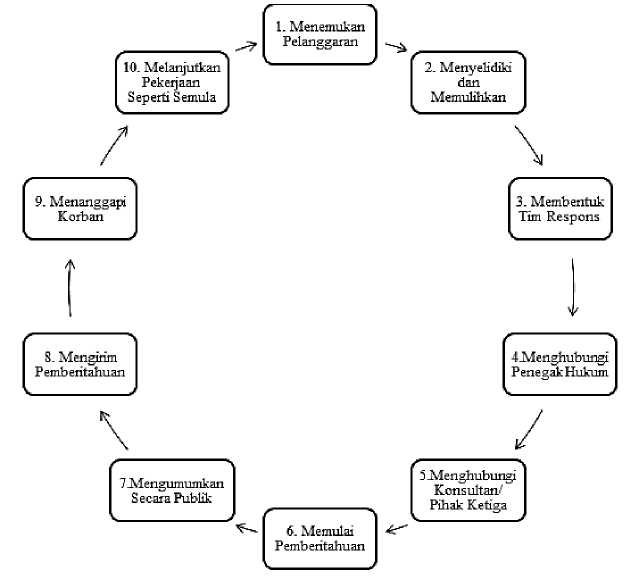 1. Menemukan
Pelanggaran
2. Menyelidiki
dan
Memulihkan
3. Membentuk
Tim Respons
4.Menghubungi
Penegak Hukum
5.Menghubungi
Konsultan/
Pihak Ketiga
6. Memulai
Pemberitahuan
7.Mengumumkan
Secara Publik
8. Mengirim
Pemberitahuan
9. Menanggapi
Korban
10. Melanjutkan
Pekerjaan
Seperti Semula